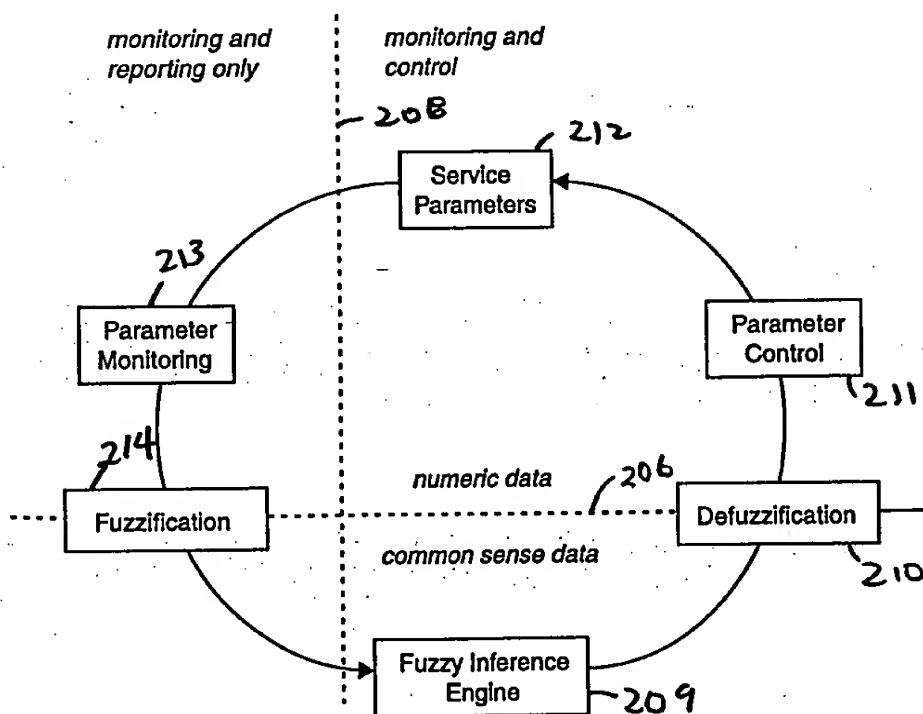 monitoring and
reporting only
monitoring and
control
208
212
Service
Parameters
213
Parameter
Monitoring
Parameter
Control
211
214
Fuzzification
numeric data
206
Defuzzification
common sense data
210
Fuzzy Inference
Engine
209